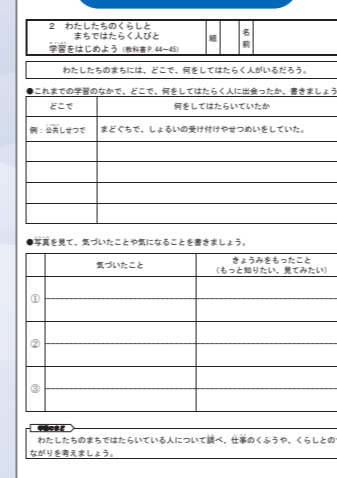 2　わたしたちのくらしと
まちではたらく人びと
学習をはじめよう（教科書P.44〜45）
組
名前
わたしたちのまちには、どこで、何をしてはたらく人がいるだろう。
●これまでの学習のなかで、どこで、何をしてはたらく人に出会ったか、書きましょう
どこで
何をしてはたらいていたか
例：公共しせつで
まどぐちで、しょるいの受け付けやせつめいをしていた。
●写真を見て、気づいたことや気になることを書きましょう。
気づいたこと
きょうみをもったこと
（もっと知りたい、見てみたい）
①
②
③
学習のめあて
わたしたちのまちではたらいている人について調べ、仕事のくふうや、くらしとの
ながりを考えましょう。